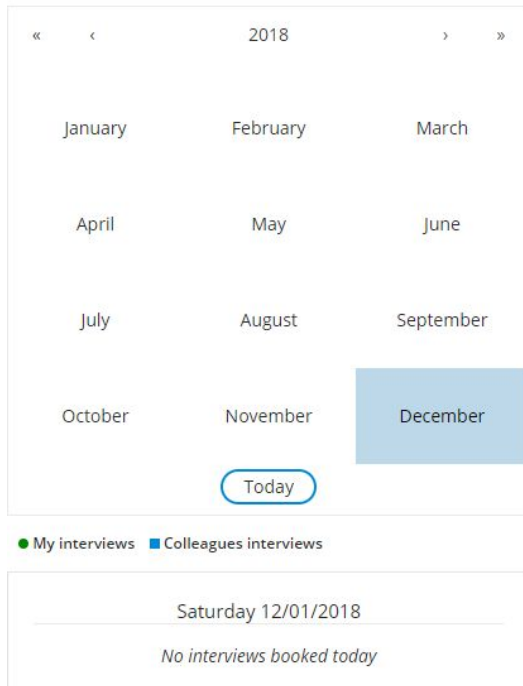 « ‹ 2018 › »
January February March
April May June
July August September
October November December
Today
My interviews Colleagues interviews
Saturday 12/01/2018
No interviews booked today